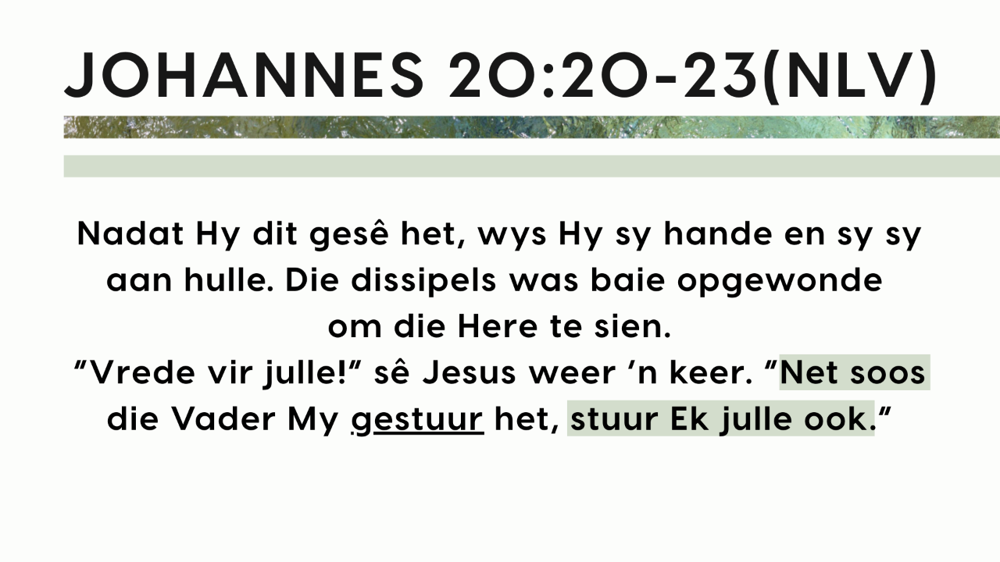 JOHANNES 20:20-23(NLV)
Nadat Hy dit gesê het, wys Hy sy hande en sy sy
aan hulle. Die dissipels was baie opgewonde
om die Here te sien.
"Vrede vir julle!" sê Jesus weer 'n keer. "Net soos
die Vader My gestuur het, stuur Ek julle ook."